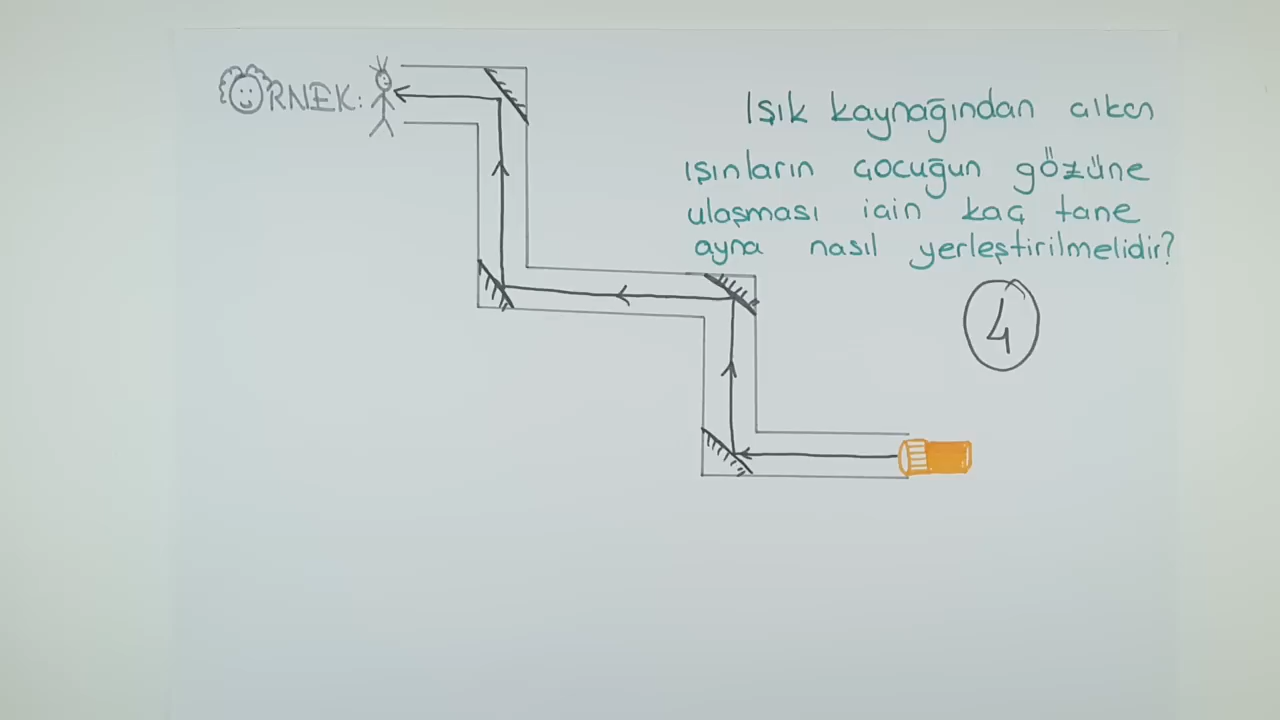 ÖRNEK:
Işık kaynağından çıkan
ışınların çocuğun gözüne
ulaşması için kaç tane
ayna nasıl yerleştirilmelidir?
4